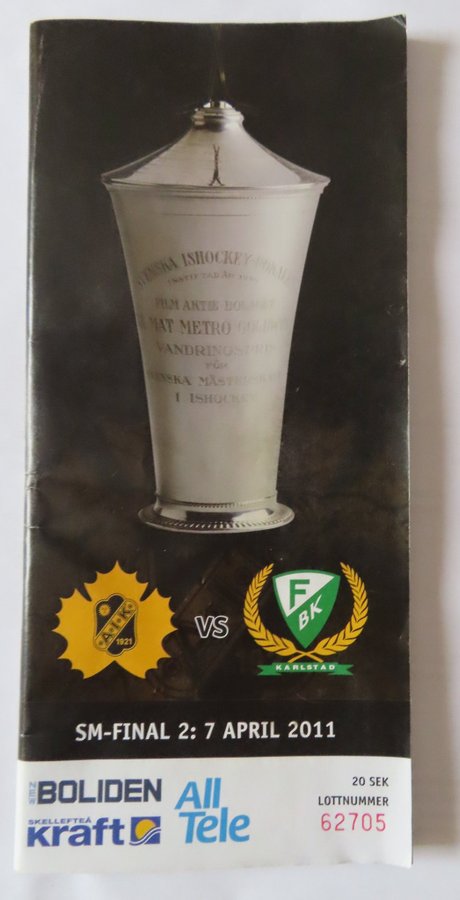 SVENSKA ISHOCKEY-POKALEN
INSTIFTAD ÅR
FILM AKTIE BOLAGET
MAT METRO GOLDWYN
VANDRINGSPRIS
FÖR
SVENSKA MÄSTERSKAPET
I ISHOCKEY
A.I.K
1921
VS
F
BK
KARLSTAD
SM-FINAL 2: 7 APRIL 2011
NEW BOLIDEN
SKELLEFTEÅ
Kraft
All
Tele
20 SEK
LOTTNUMMER
62705